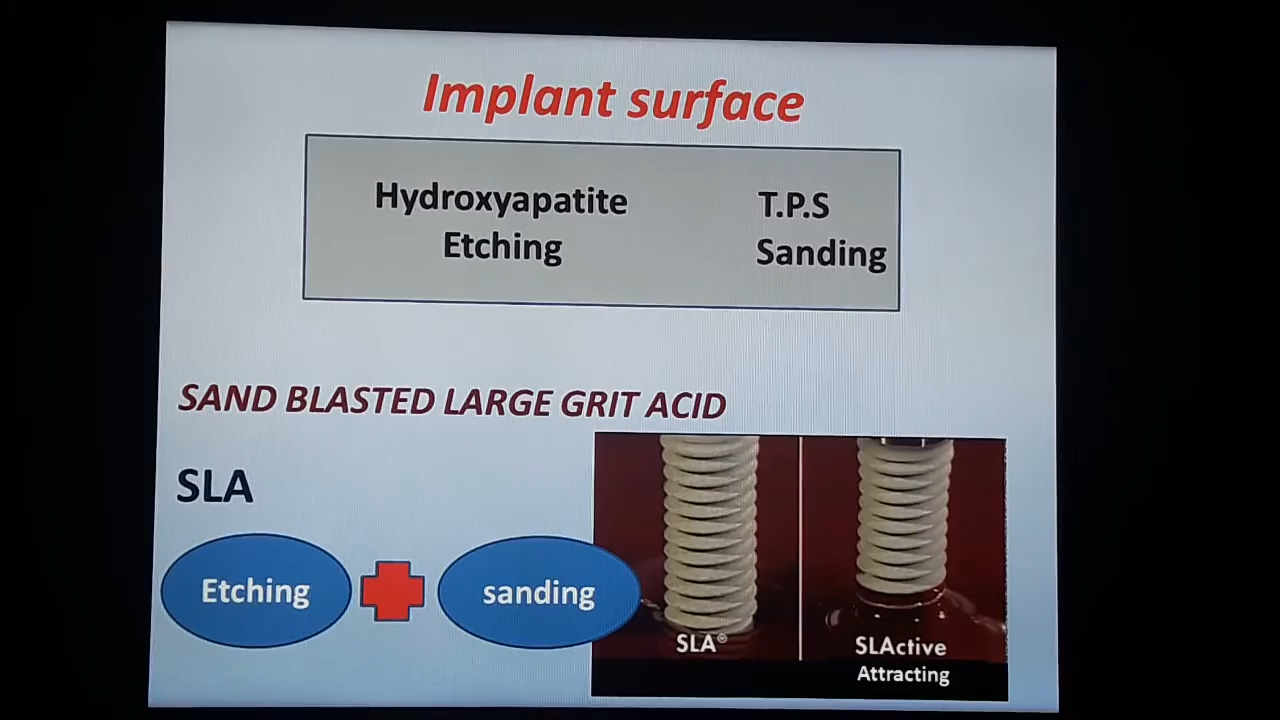 Implant surface
Hydroxyapatite T.P.S
Etching Sanding
SAND BLASTED LARGE GRIT ACID
SLA
Etching sanding
SLA® SLActive
Attracting